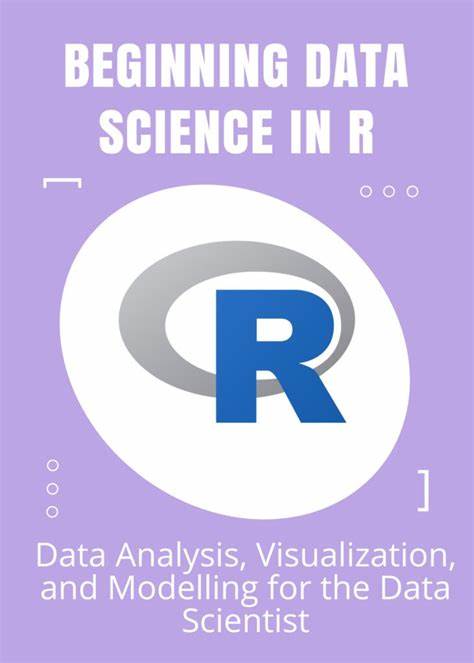 BEGINNING DATA
SCIENCE IN R
R
Data Analysis, Visualization,
and Modelling for the Data
Scientist